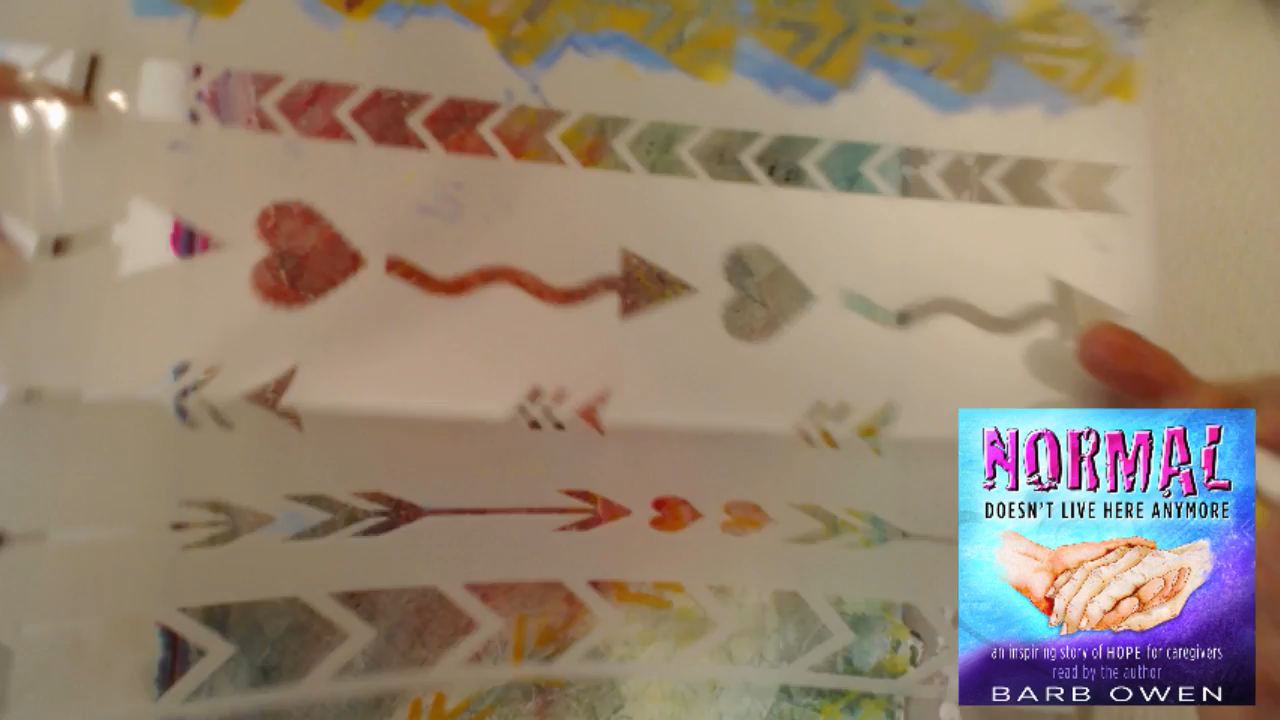 NORMAL
DOESN'T LIVE HERE ANYMORE
an inspiring story of HOPE for caregivers
read by the author
BARB OWEN